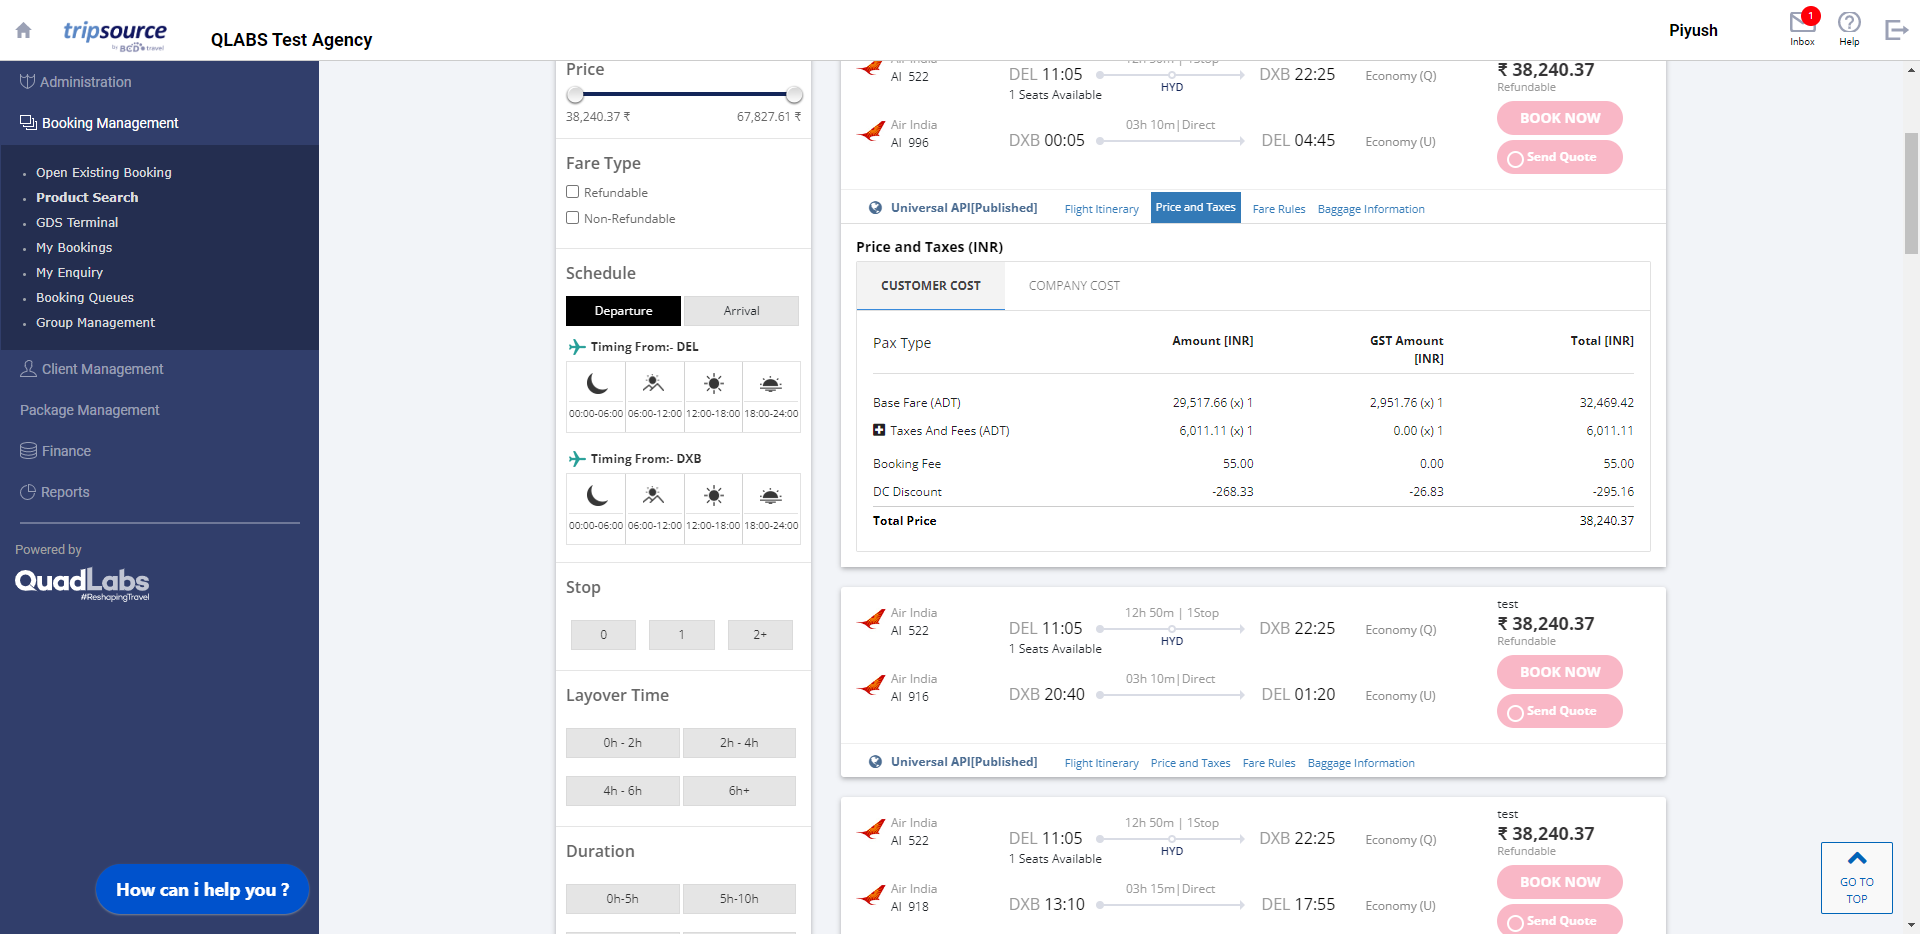 tripsource
by BCD travel
QLABS Test Agency
Piyush
1
Inbox
Help
Administration
Booking Management
Open Existing Booking
Product Search
GDS Terminal
My Bookings
My Enquiry
Booking Queues
Group Management
Client Management
Package Management
Finance
Reports
Powered by
QuadLabs
#ReshapingTravel
How can i help you ?
Price
38,240.37 ₹ 67,827.61 ₹
Fare Type
Refundable
Non-Refundable
Schedule
Departure Arrival
Timing From:- DEL
00:00-06:00 06:00-12:00 12:00-18:00 18:00-24:00
Timing From:- DXB
00:00-06:00 06:00-12:00 12:00-18:00 18:00-24:00
Stop
0 1 2+
Layover Time
0h - 2h 2h - 4h
4h - 6h 6h+
Duration
0h-5h 5h-10h
Air India 12h 50m | 1Stop
AI 522 DEL 11:05 DXB 22:25 Economy (Q) ₹ 38,240.37
1 Seats Available HYD Refundable
BOOK NOW
Air India 03h 10m|Direct
AI 996 DXB 00:05 DEL 04:45 Economy (U)
Send Quote
Universal API[Published] Flight Itinerary Price and Taxes Fare Rules Baggage Information
Price and Taxes (INR)
CUSTOMER COST COMPANY COST
Pax Type Amount [INR] GST Amount [INR] Total [INR]
Base Fare (ADT) 29,517.66 (x) 1 2,951.76 (x) 1 32,469.42
Taxes And Fees (ADT) 6,011.11 (x) 1 0.00 (x) 1 6,011.11
Booking Fee 55.00 0.00 55.00
DC Discount -268.33 -26.83 -295.16
Total Price 38,240.37
Air India 12h 50m | 1Stop test
AI 522 DEL 11:05 DXB 22:25 Economy (Q) ₹ 38,240.37
1 Seats Available HYD Refundable
BOOK NOW
Air India 03h 10m|Direct
AI 916 DXB 20:40 DEL 01:20 Economy (U)
Send Quote
Universal API[Published] Flight Itinerary Price and Taxes Fare Rules Baggage Information
Air India 12h 50m | 1Stop test
AI 522 DEL 11:05 DXB 22:25 Economy (Q) ₹ 38,240.37
1 Seats Available HYD Refundable
BOOK NOW
Air India 03h 15m|Direct
AI 918 DXB 13:10 DEL 17:55 Economy (U)
Send Quote
GO TO
TOP